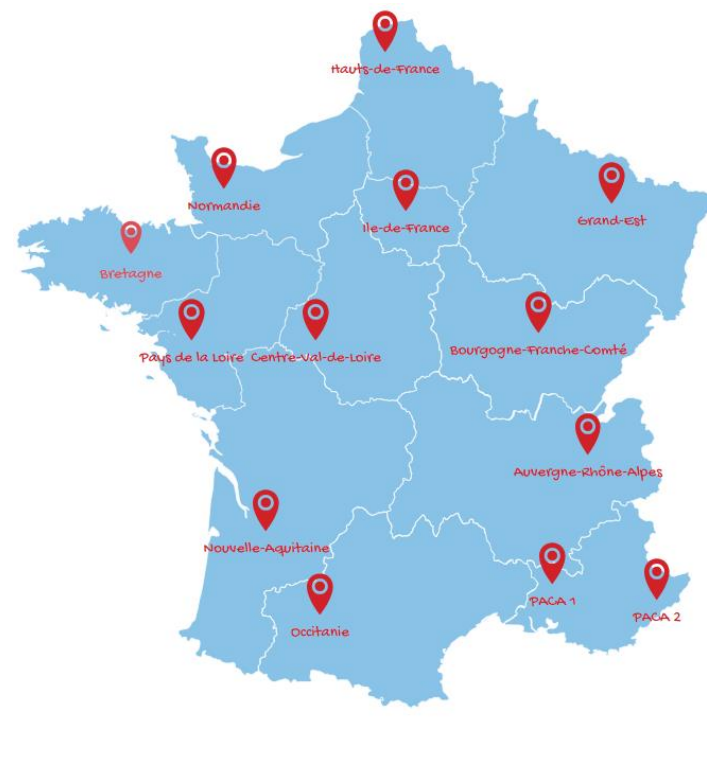 Hauts-de-France
Normandie
Ile-de-France
Grand-Est
Bretagne
Pays de la Loire
Centre-Val-de-Loire
Bourgogne-Franche-Comté
Auvergne-Rhône-Alpes
Nouvelle-Aquitaine
PACA 1
PACA 2
Occitanie